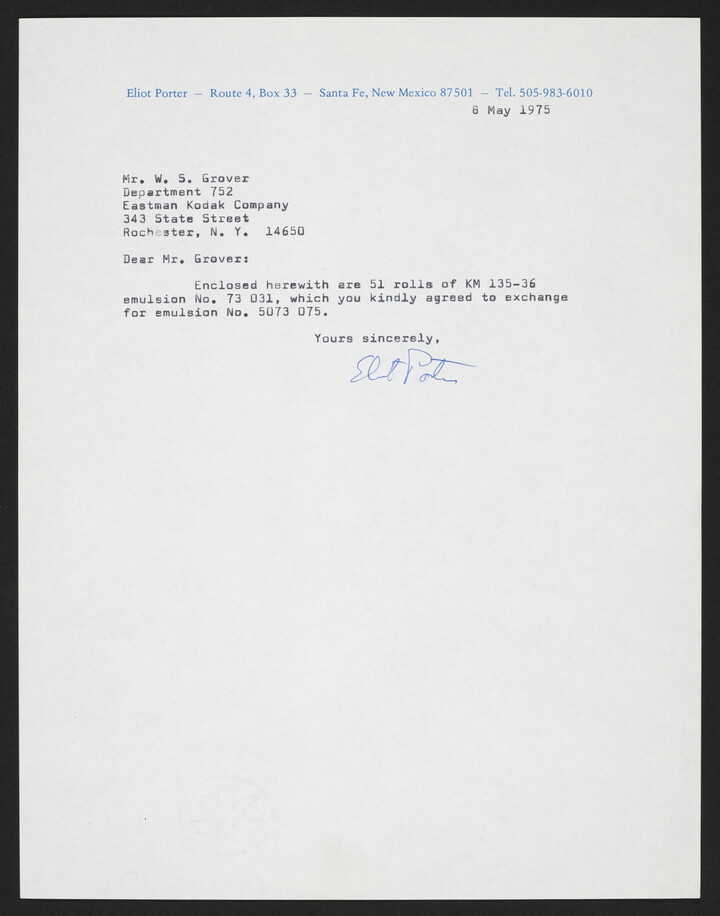 Eliot Porter — Route 4, Box 33 — Santa Fe, New Mexico 87501 — Tel. 505-983-6010
8 May 1975
Mr. W. S. Grover
Department 752
Eastman Kodak Company
343 State Street
Rochester, N. Y. 14650
Dear Mr. Grover:
Enclosed herewith are 51 rolls of KM 135-36
emulsion No. 73 031, which you kindly agreed to exchange
for emulsion No. 5073 075.
Yours sincerely,
Eliot Porter